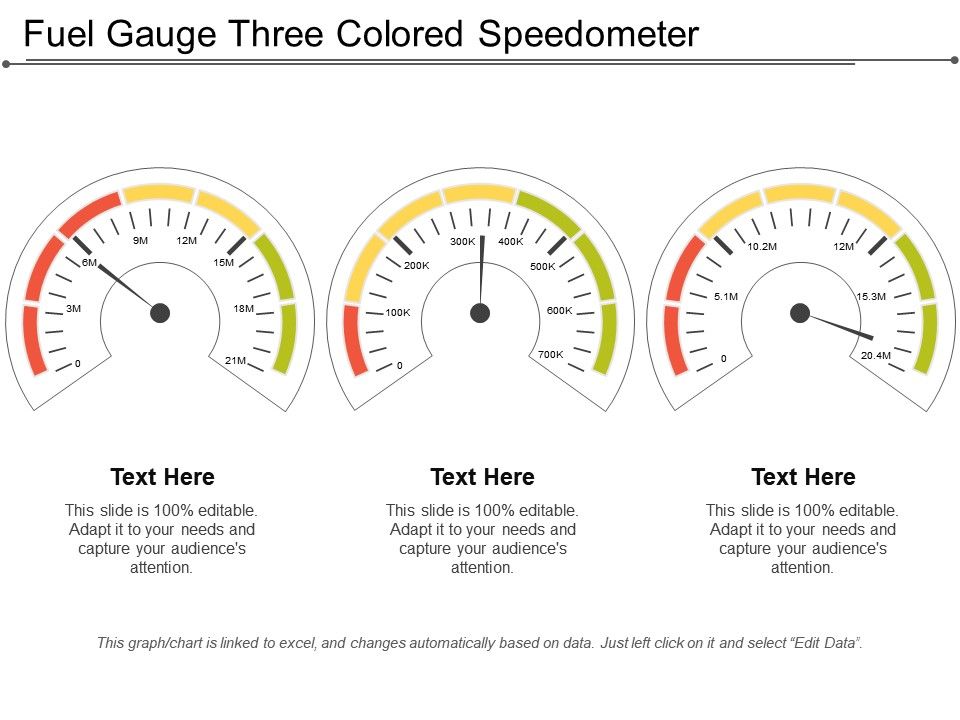 Fuel Gauge Three Colored Speedometer
0
3M
6M
9M
12M
15M
18M
21M
0
100K
200K
300K
400K
500K
600K
700K
0
5.1M
10.2M
12M
15.3M
20.4M
Text Here
This slide is 100% editable.
Adapt it to your needs and
capture your audience's
attention.
Text Here
This slide is 100% editable.
Adapt it to your needs and
capture your audience's
attention.
Text Here
This slide is 100% editable.
Adapt it to your needs and
capture your audience's
attention.
This graph/chart is linked to excel, and changes automatically based on data. Just left click on it and select “Edit Data”.